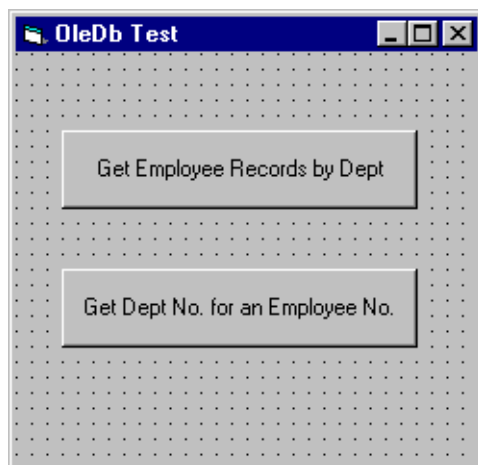 OleDb Test
Get Employee Records by Dept
Get Dept No. for an Employee No.